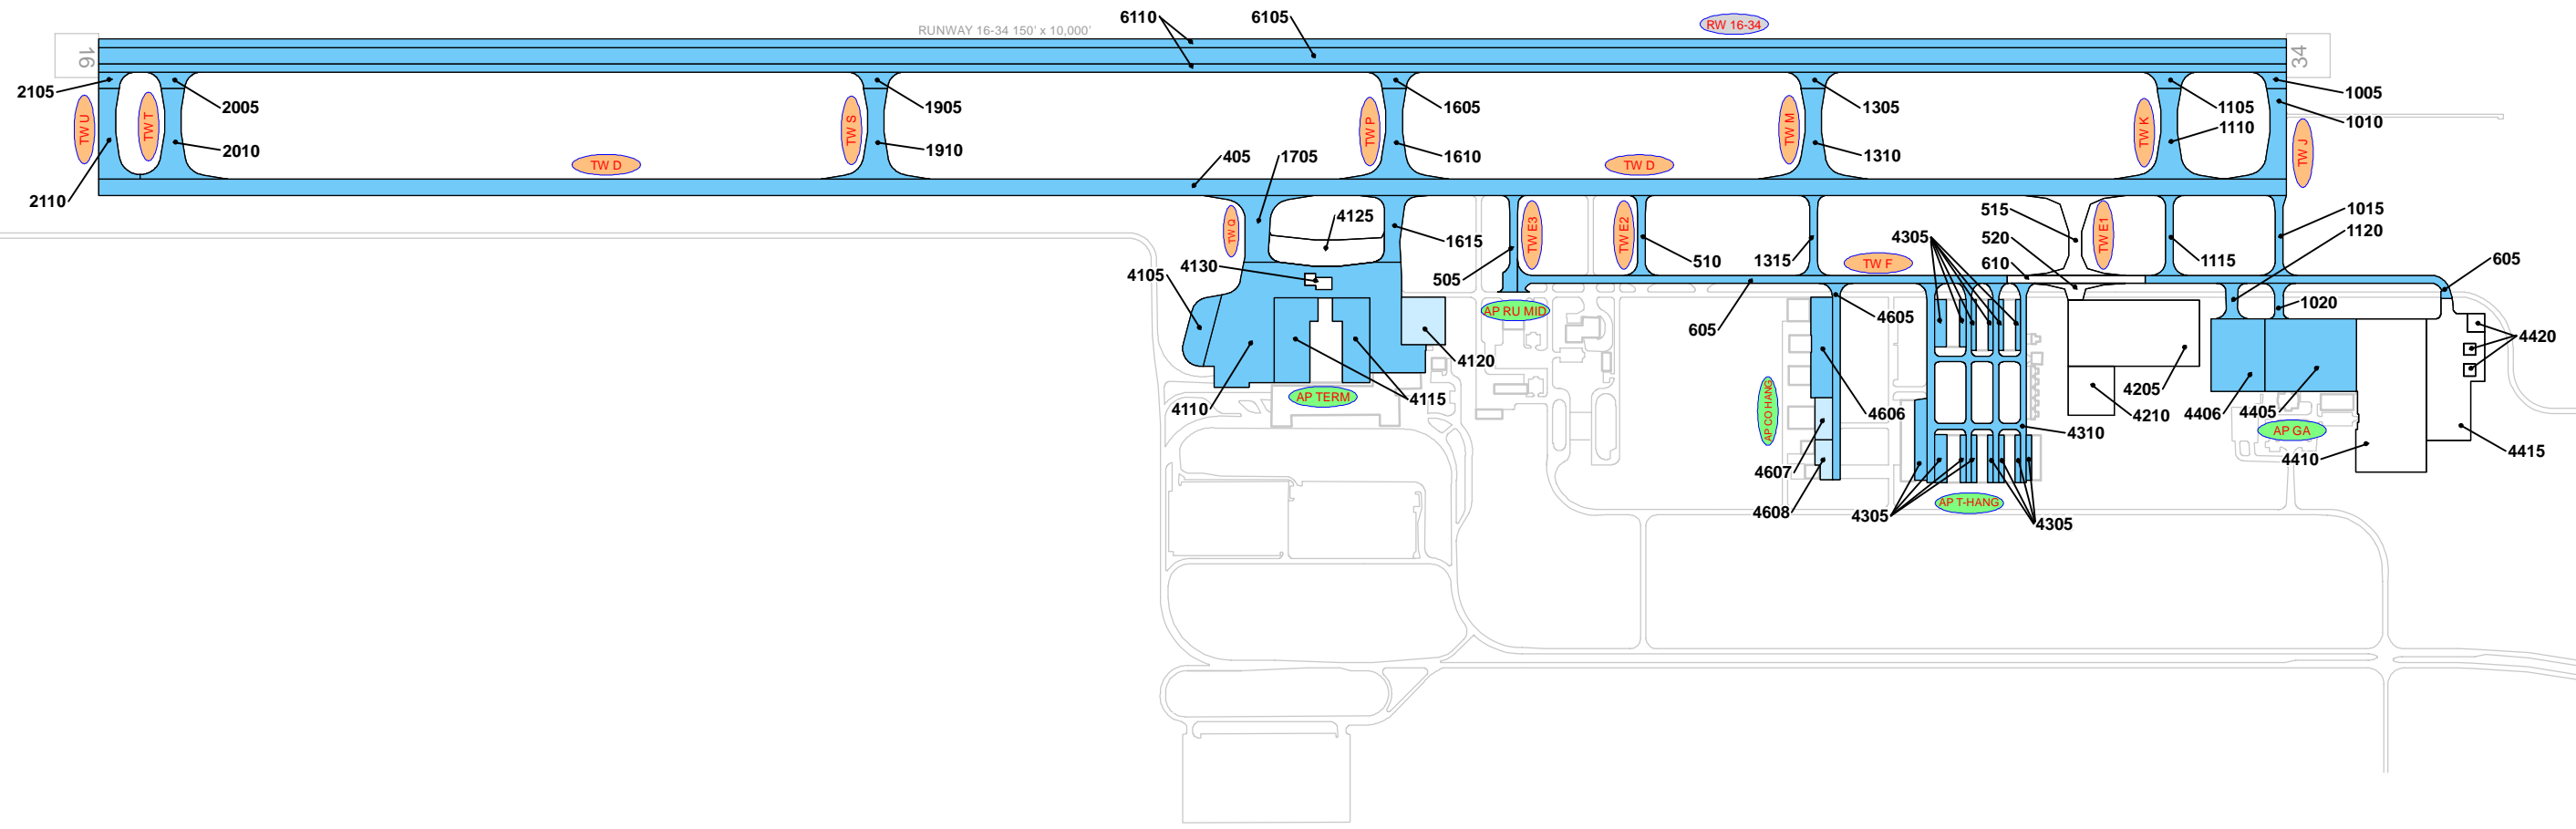 6110
6105
RW 16-34
RUNWAY 16-34 150' x 10,000'
16
34
2105
2005
1905
1605
1305
1105
1005
1010
TW U
TW T
TW S
TW P
TW M
TW K
TW J
2010
1910
1610
1310
1110
TW D
TW D
405
1705
2110
TW Q
4125
1615
TW E3
TW E2
515
TW E1
1015
1120
520
4305
4105
4130
505
510
1315
TW F
610
1115
605
AP RU MID
605
4605
1020
4120
4420
4110
AP TERM
4115
AP CO HANG
4606
4205
4210
4406
4405
4310
AP GA
4607
4410
4415
4608
4305
AP T-HANG
4305